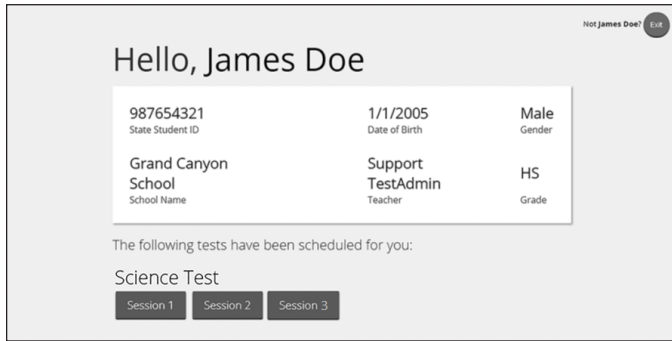 Not James Doe? Exit
Hello, James Doe
987654321 1/1/2005 Male
State Student ID Date of Birth Gender
Grand Canyon Support
School TestAdmin HS
School Name Teacher Grade
The following tests have been scheduled for you:
Science Test
Session 1 Session 2 Session 3